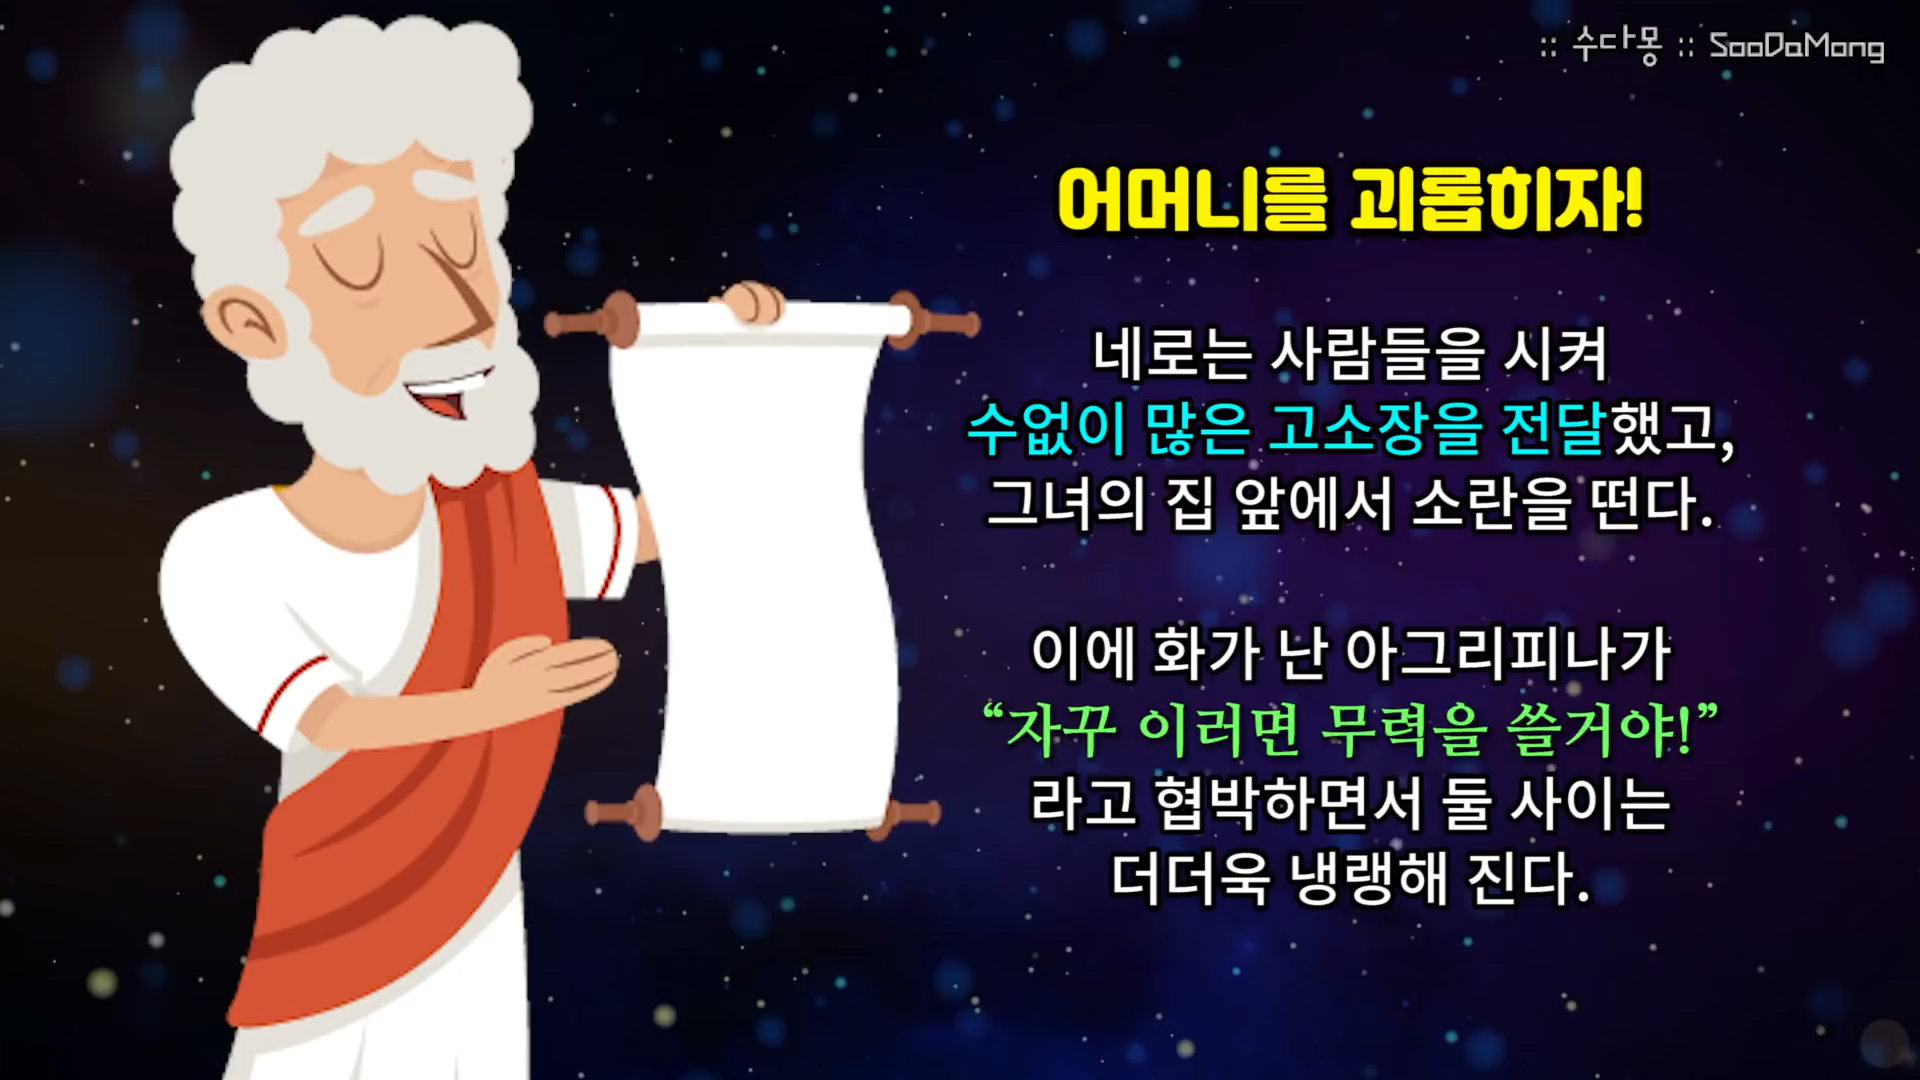 :: 수다몽 :: SooDaMong
어머니를 괴롭히자!
네로는 사람들을 시켜
수없이 많은 고소장을 전달했고,
그녀의 집 앞에서 소란을 떤다.
이에 화가 난 아그리피나가
“자꾸 이러면 무력을 쓸거야!”
라고 협박하면서 둘 사이는
더더욱 냉랭해 진다.